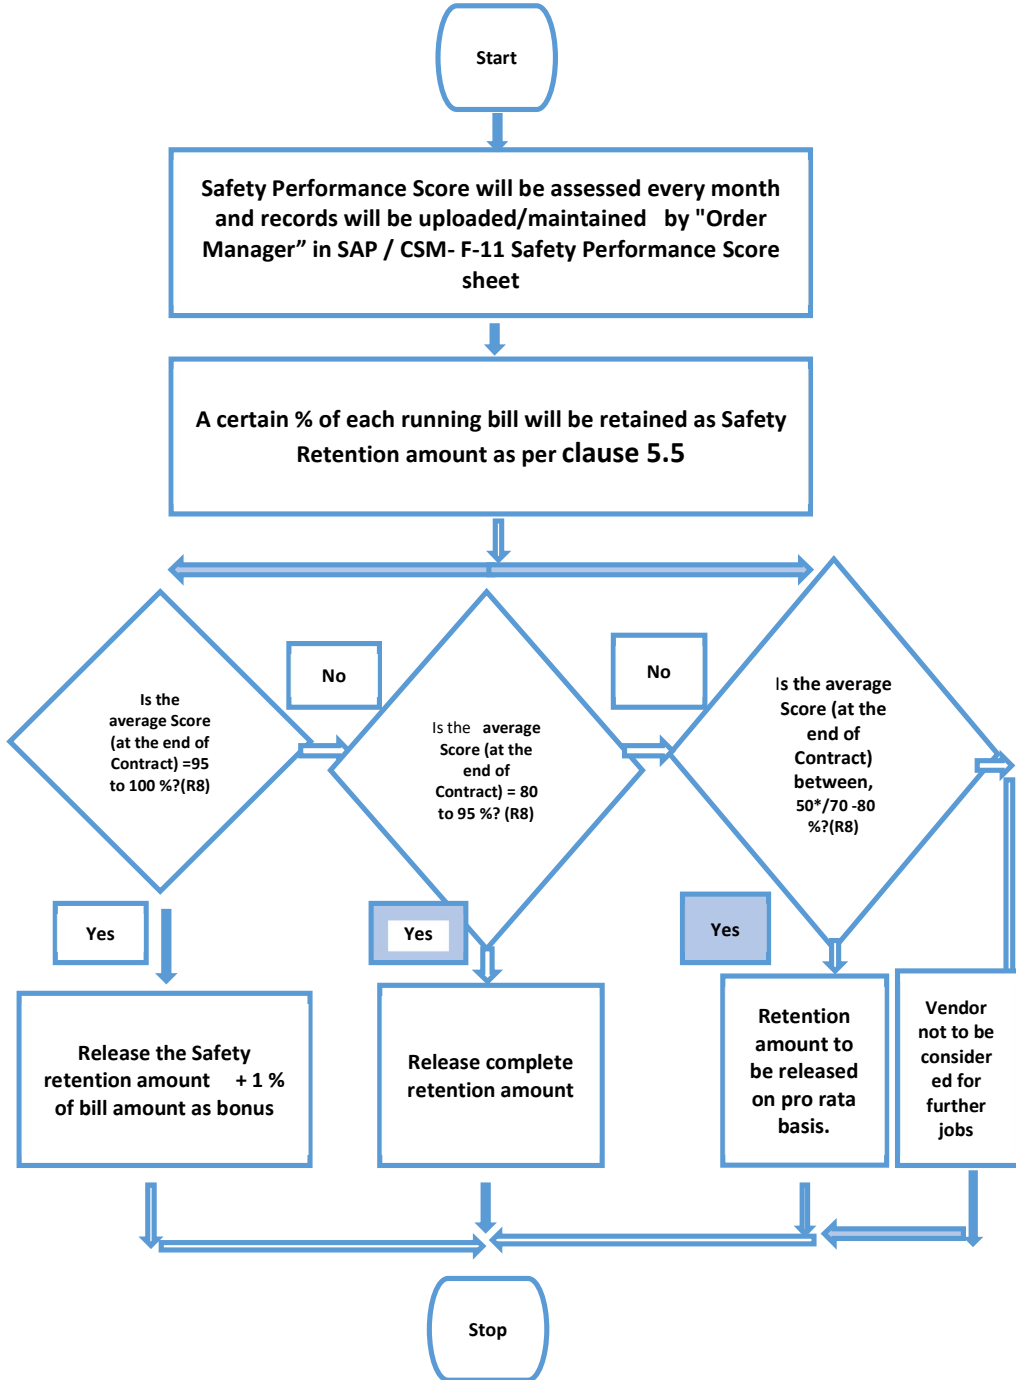 Start
Safety Performance Score will be assessed every month
and records will be uploaded/maintained by "Order
Manager” in SAP / CSM- F-11 Safety Performance Score
sheet
A certain % of each running bill will be retained as Safety
Retention amount as per clause 5.5
Is the
average Score
(at the end of
Contract) =95
to 100 %?(R8)
No
Is the average
Score (at the
end of
Contract) = 80
to 95 %? (R8)
No
Is the average
Score (at the
end of
Contract)
between,
50*/70 -80
%?(R8)
Yes
Yes
Yes
Release the Safety
retention amount + 1 %
of bill amount as bonus
Release complete
retention amount
Retention
amount to
be released
on pro rata
basis.
Vendor
not to be
consider
ed for
further
jobs
Stop